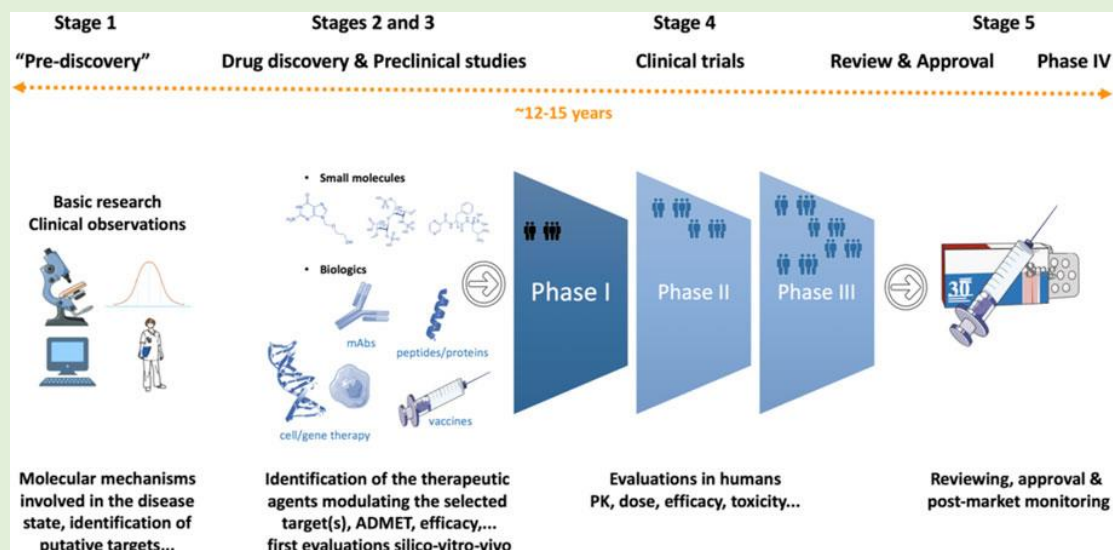 Stage 1
Stages 2 and 3
Stage 4
Stage 5
“Pre-discovery”
Drug discovery & Preclinical studies
Clinical trials
Review & Approval
Phase IV
~12-15 years
Basic research
Clinical observations
• Small molecules
• Biologics
mAbs
peptides/proteins
cell/gene therapy
vaccines
Phase I
Phase II
Phase III
30
8mg
Molecular mechanisms
involved in the disease
state, identification of
putative targets...
Identification of the therapeutic
agents modulating the selected
target(s), ADMET, efficacy,...
first evaluations silico-vitro-vivo
Evaluations in humans
PK, dose, efficacy, toxicity...
Reviewing, approval &
post-market monitoring